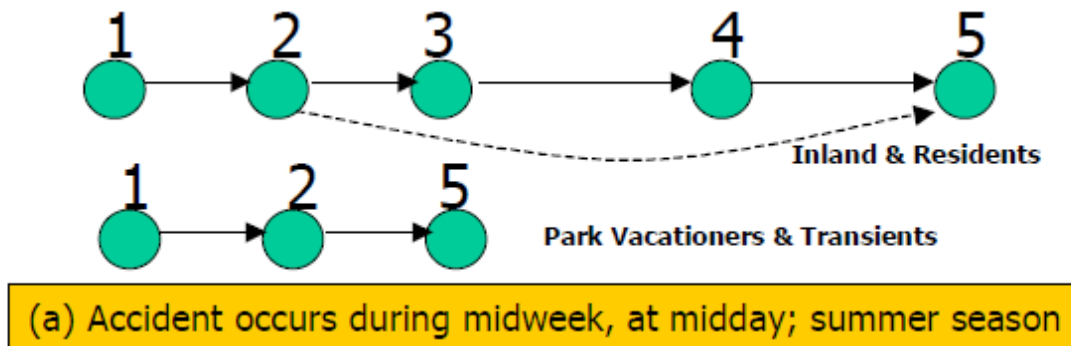 1 2 3 4 5
Inland & Residents
1 2 5
Park Vacationers & Transients
(a) Accident occurs during midweek, at midday; summer season